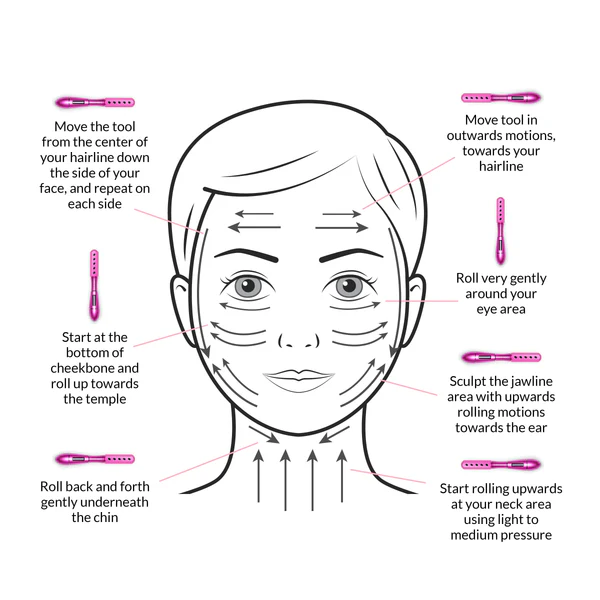 Move the tool
from the center of
your hairline down
the side of your
face, and repeat on
each side
Move tool in
outwards motions,
towards your
hairline
Roll very gently
around your
eye area
Start at the
bottom of
cheekbone and
roll up towards
the temple
Sculpt the jawline
area with upwards
rolling motions
towards the ear
Roll back and forth
gently underneath
the chin
Start rolling upwards
at your neck area
using light to
medium pressure